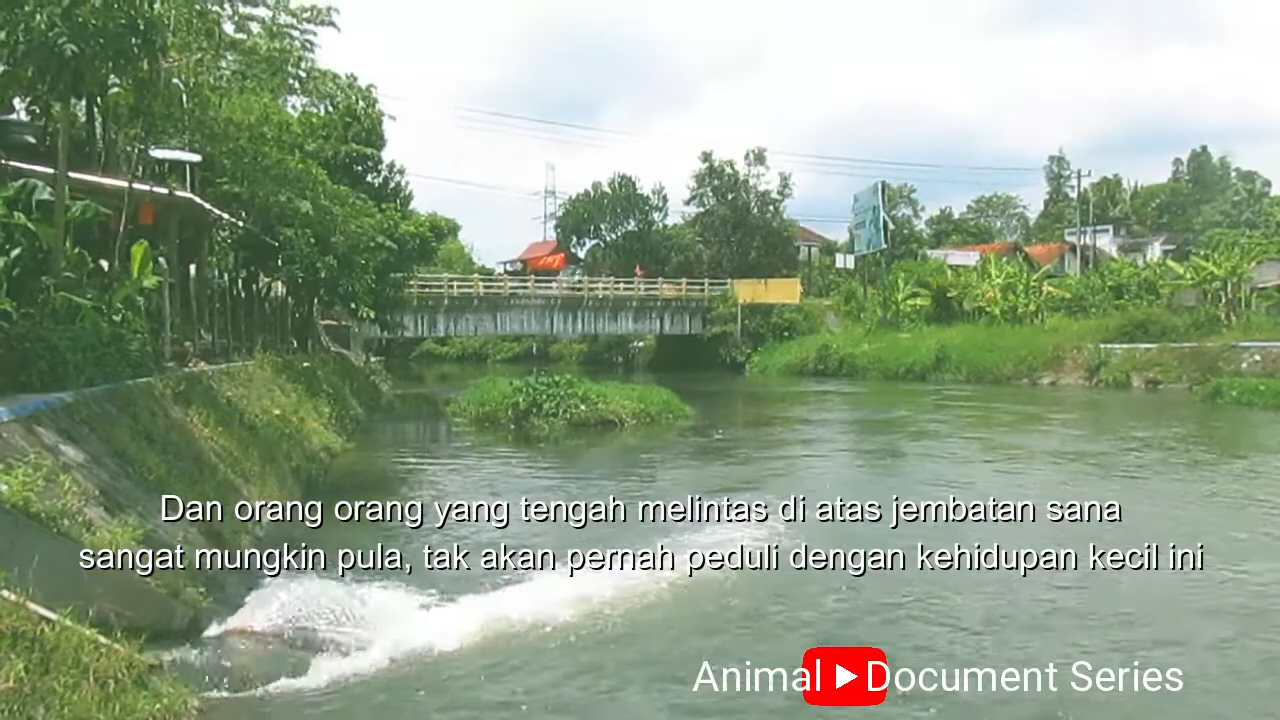 Dan orang orang yang tengah melintas di atas jembatan sana
sangat mungkin pula, tak akan pernah peduli dengan kehidupan kecil ini
Animal Document Series